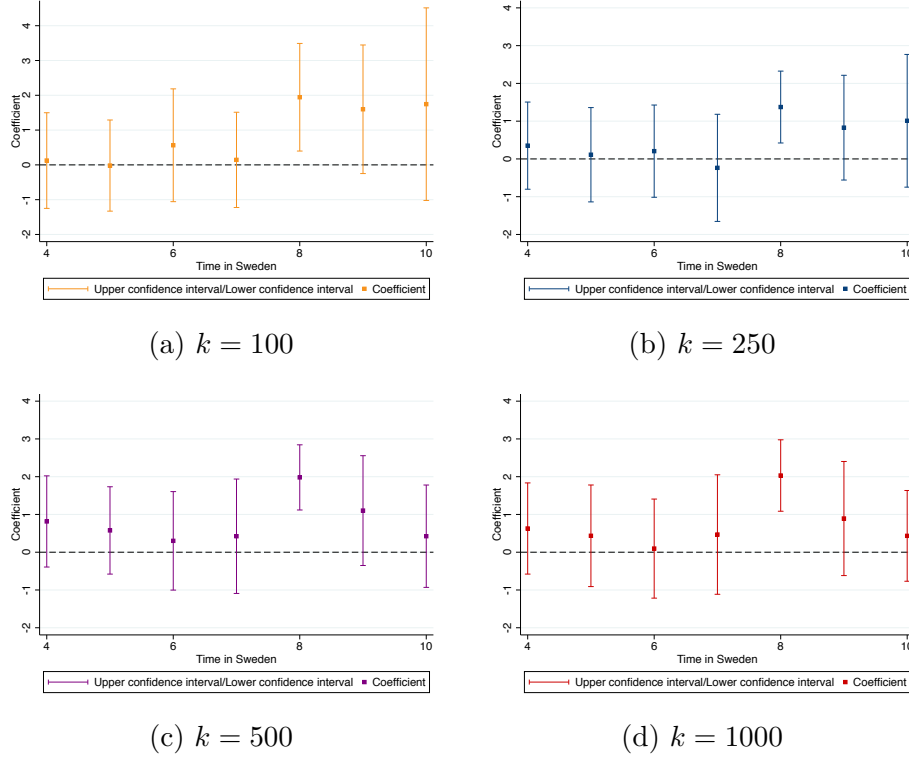 4
3
2
1
0
-1
-2
Coefficient
4 6 8 10
Time in Sweden
Upper confidence interval/Lower confidence interval Coefficient
(a) k = 100
4
3
2
1
0
-1
-2
Coefficient
4 6 8 10
Time in Sweden
Upper confidence interval/Lower confidence interval Coefficient
(b) k = 250
4
3
2
1
0
-1
-2
Coefficient
4 6 8 10
Time in Sweden
Upper confidence interval/Lower confidence interval Coefficient
(c) k = 500
4
3
2
1
0
-1
-2
Coefficient
4 6 8 10
Time in Sweden
Upper confidence interval/Lower confidence interval Coefficient
(d) k = 1000